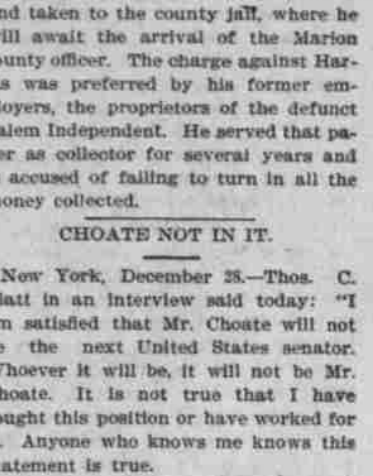 nd taken to the county jail, where he
ill await the arrival of the Marion
ounty officer. The charge against Har-
s was preferred by his former em-
loyers, the proprietors of the defunct
alem Independent. He served that pa-
er as collector for several years and
accused of failing to turn in all the
oney collected.
CHOATE NOT IN IT.
New York, December 28.—Thos. C.
latt in an interview said today: "I
m satisfied that Mr. Choate will not
e the next United States senator.
Whoever it will be, it will not be Mr.
hoate. It is not true that I have
ought this position or have worked for
. Anyone who knows me knows this
atement is true.